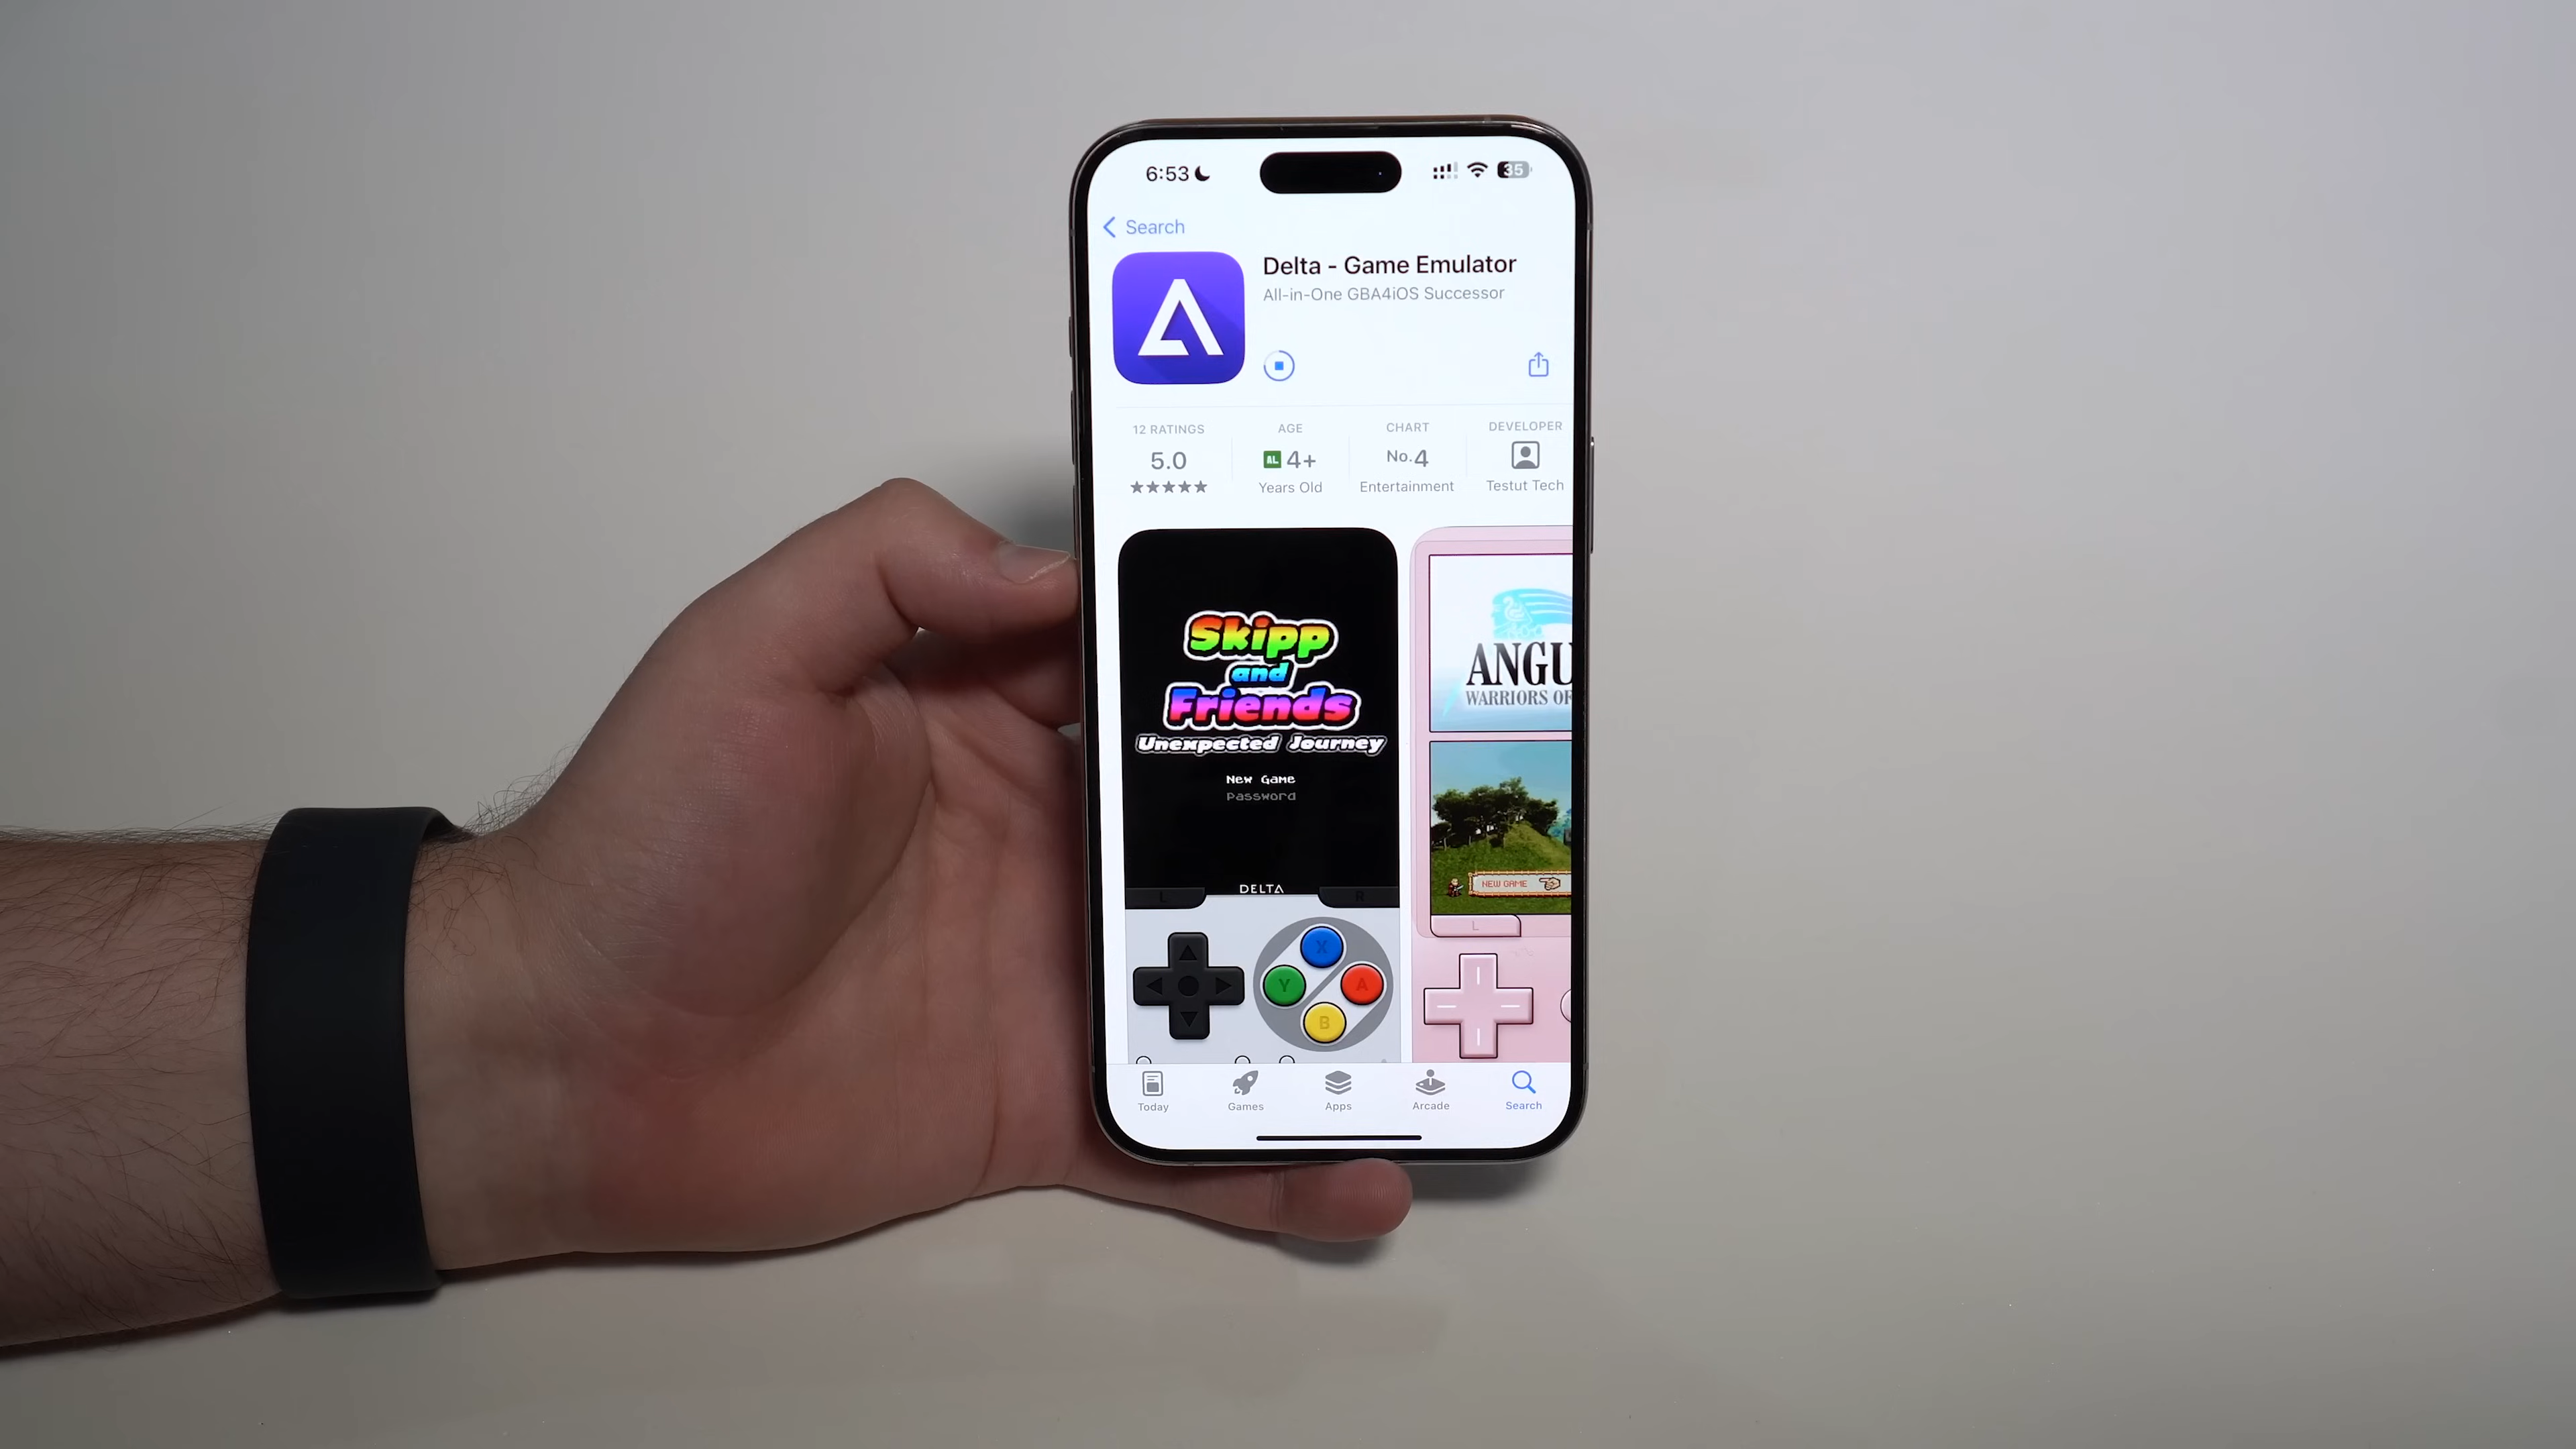 6:53
35
Search
Delta - Game Emulator
All-in-One GBA4iOS Successor
12 RATINGS
5.0
AGE
AL 4+
Years Old
CHART
No.4
Entertainment
DEVELOPER
Testut Tech
Skipp
and
Friends
Unexpected Journey
New Game
Password
DELTA
L
R
X
Y
A
B
ANGU
WARRIORS OF
NEW GAME
L
Today
Games
Apps
Arcade
Search